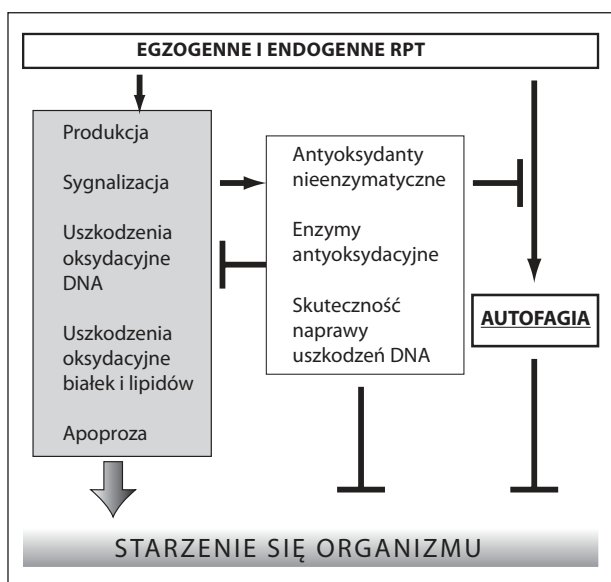 EGZOGENNE I ENDOGENNE RPT
Produkcja
Sygnalizacja
Uszkodzenia
oksydacyjne
DNA
Uszkodzenia
oksydacyjne
białek i lipidów
Apoproza
Antyoksydanty
nieenzymatyczne
Enzymy
antyoksydacyjne
Skuteczność
naprawy
uszkodzeń DNA
AUTOFAGIA
STARZENIE SIĘ ORGANIZMU